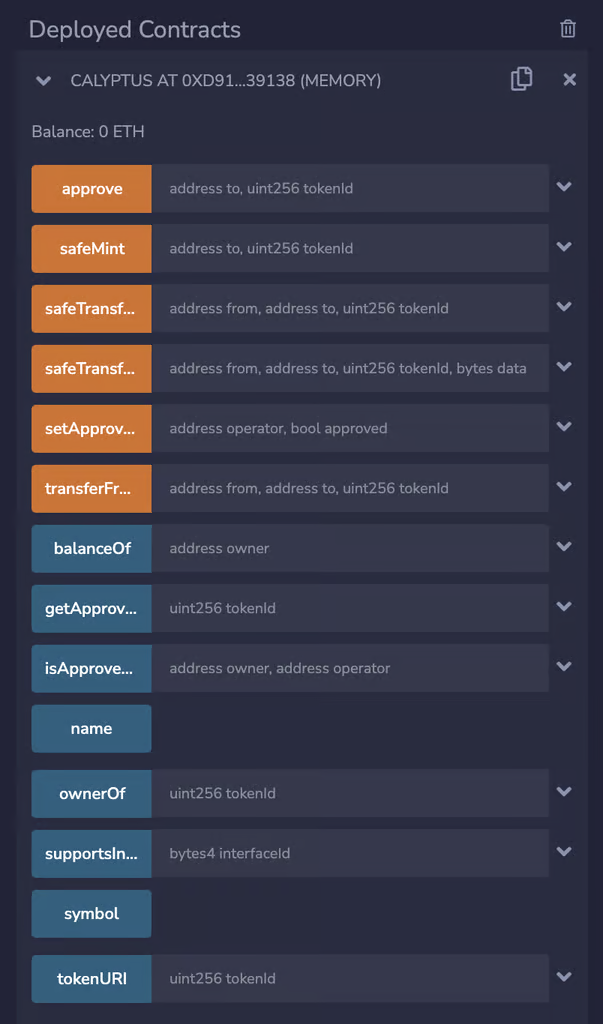 Deployed Contracts
CALYPTUS AT 0XD91...39138 (MEMORY)
Balance: 0 ETH
approve address to, uint256 tokenId
safeMint address to, uint256 tokenId
safeTransf... address from, address to, uint256 tokenId
safeTransf... address from, address to, uint256 tokenId, bytes data
setApprov... address operator, bool approved
transferFr... address from, address to, uint256 tokenId
balanceOf address owner
getApprov... uint256 tokenId
isApprove... address owner, address operator
name
ownerOf uint256 tokenId
supportsIn... bytes4 interfaceId
symbol
tokenURI uint256 tokenId